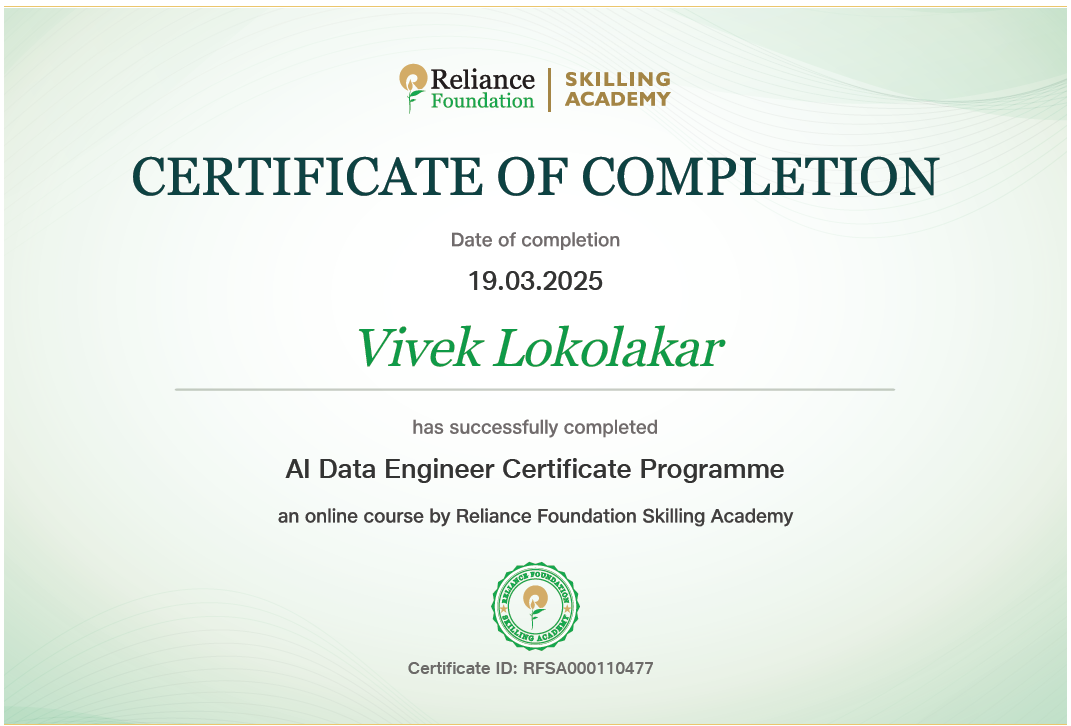 Reliance
Foundation
SKILLING
ACADEMY
CERTIFICATE OF COMPLETION
Date of completion
19.03.2025
Vivek Lokolakar
has successfully completed
AI Data Engineer Certificate Programme
an online course by Reliance Foundation Skilling Academy
RELIANCE FOUNDATION
SKILLING ACADEMY
Certificate ID: RFSA000110477